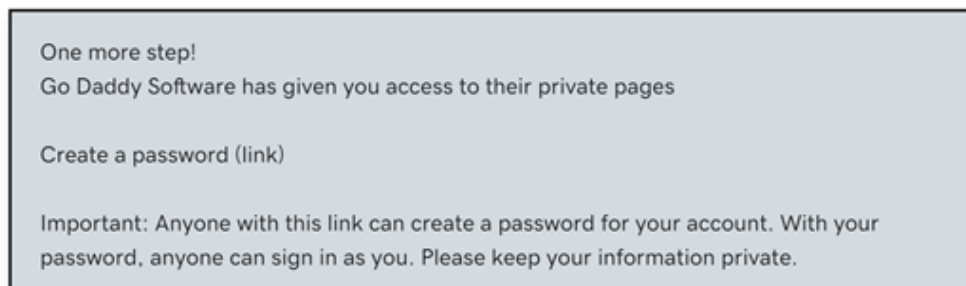 One more step!
Go Daddy Software has given you access to their private pages
Create a password (link)
Important: Anyone with this link can create a password for your account. With your
password, anyone can sign in as you. Please keep your information private.